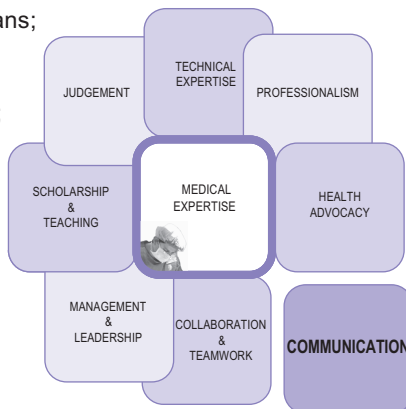 ans;
TECHNICAL
EXPERTISE
JUDGEMENT
PROFESSIONALISM
SCHOLARSHIP
&
TEACHING
MEDICAL
EXPERTISE
HEALTH
ADVOCACY
MANAGEMENT
&
LEADERSHIP
COLLABORATION
&
TEAMWORK
COMMUNICATION